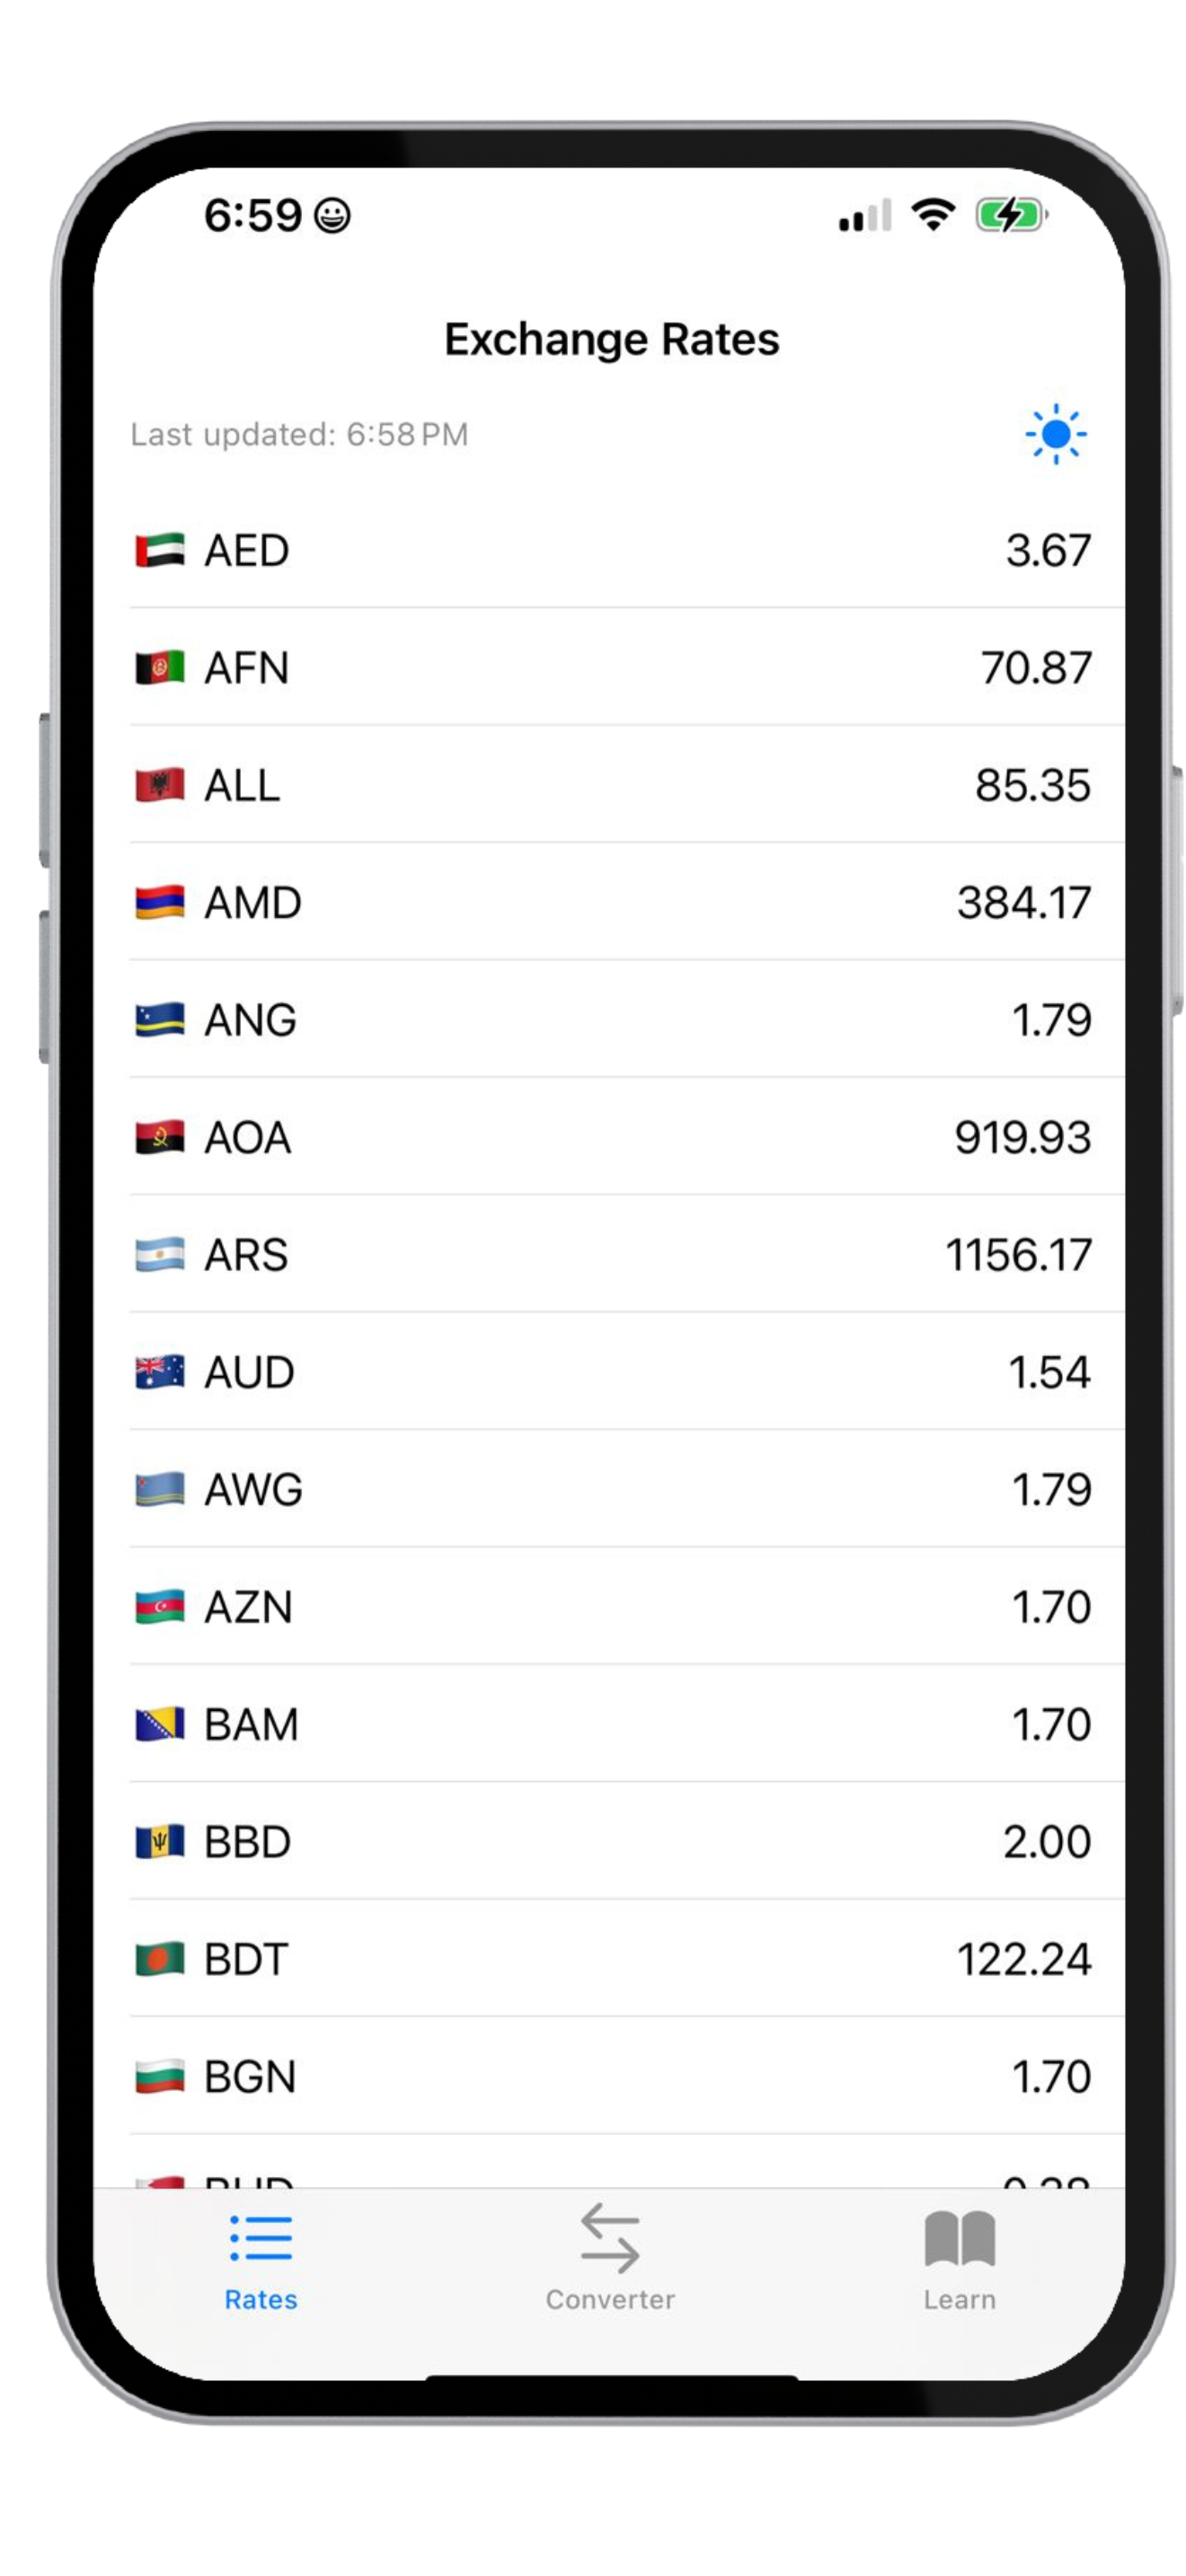 6:59
Exchange Rates
Last updated: 6:58 PM
AED 3.67
AFN 70.87
ALL 85.35
AMD 384.17
ANG 1.79
AOA 919.93
ARS 1156.17
AUD 1.54
AWG 1.79
AZN 1.70
BAM 1.70
BBD 2.00
BDT 122.24
BGN 1.70
Rates Converter Learn